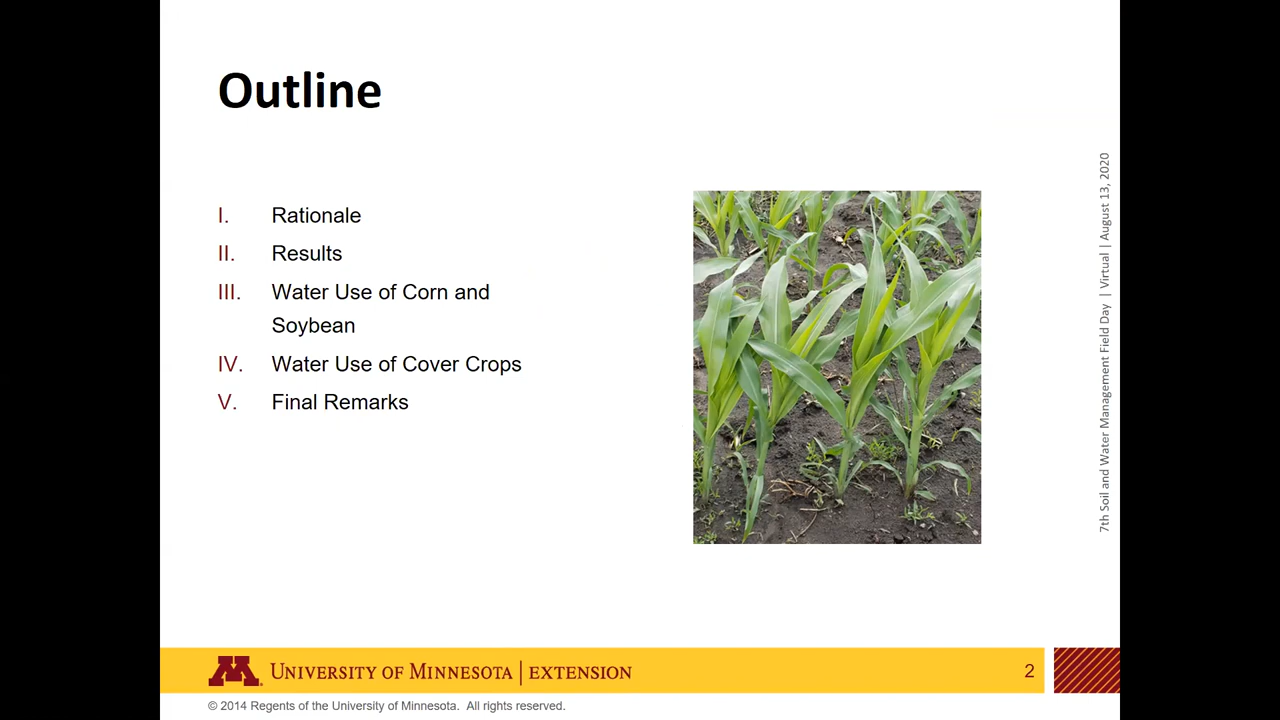 Outline
I. Rationale
II. Results
III. Water Use of Corn and
Soybean
IV. Water Use of Cover Crops
V. Final Remarks
7th Soil and Water Management Field Day | Virtual | August 13, 2020
M UNIVERSITY OF MINNESOTA | EXTENSION
2
© 2014 Regents of the University of Minnesota. All rights reserved.